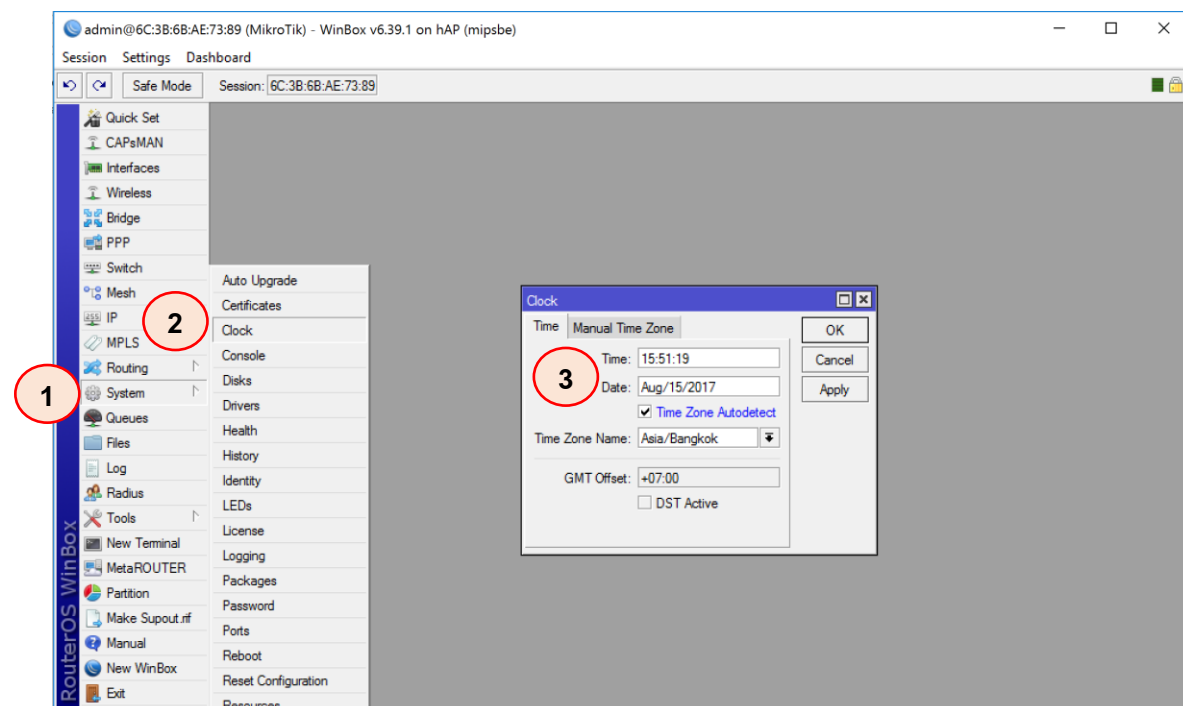 admin@6C:3B:6B:AE:73:89 (MikroTik) - WinBox v6.39.1 on hAP (mipsbe)
Session Settings Dashboard
Safe Mode Session: 6C:3B:6B:AE:73:89
Quick Set
CAPsMAN
Interfaces
Wireless
Bridge
PPP
Switch
Mesh
IP
MPLS
Routing
1
System
Queues
Files
Log
Radius
Tools
New Terminal
MetaROUTER
Partition
Make Supout.rif
Manual
New WinBox
Exit
RouterOS WinBox
Auto Upgrade
Certificates
2
Clock
Console
Disks
Drivers
Health
History
Identity
LEDs
License
Logging
Packages
Password
Ports
Reboot
Reset Configuration
Resources
Clock
Time Manual Time Zone
3
Time: 15:51:19
Date: Aug/15/2017
Time Zone Autodetect
Time Zone Name: Asia/Bangkok
GMT Offset: +07:00
DST Active
OK
Cancel
Apply